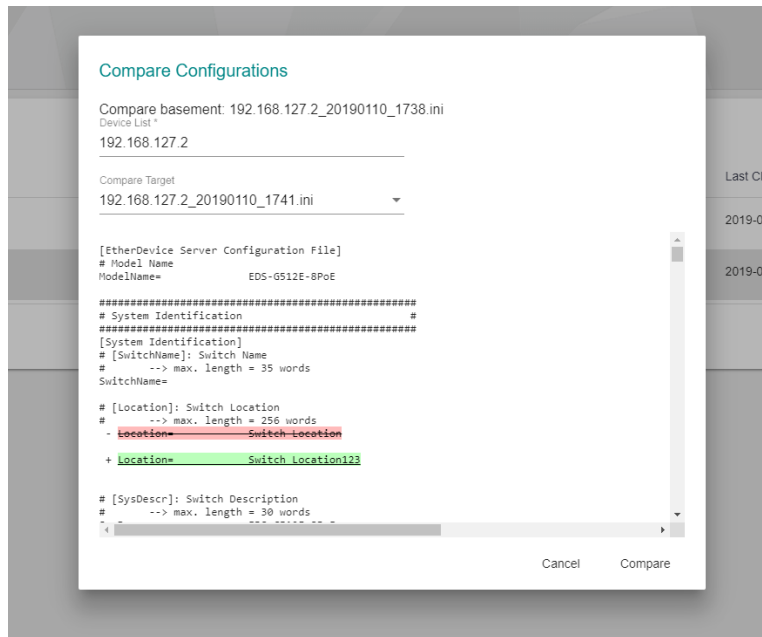 Compare Configurations
Compare basement: 192.168.127.2_20190110_1738.ini
Device List *
192.168.127.2
Compare Target
192.168.127.2_20190110_1741.ini
Last
2019-0
2019-0
[EtherDevice Server Configuration File]
# Model Name
ModelName=              EDS-G512E-8PoE
###################################################
# System Identification                           #
###################################################
[System Identification]
# [SwitchName]: Switch Name
#       --> max. length = 35 words
SwitchName=
# [Location]: Switch Location
#       --> max. length = 256 words
- Location=            Switch Location
+ Location=            Switch Location123
# [SysDescr]: Switch Description
#       --> max. length = 30 words
Cancel
Compare